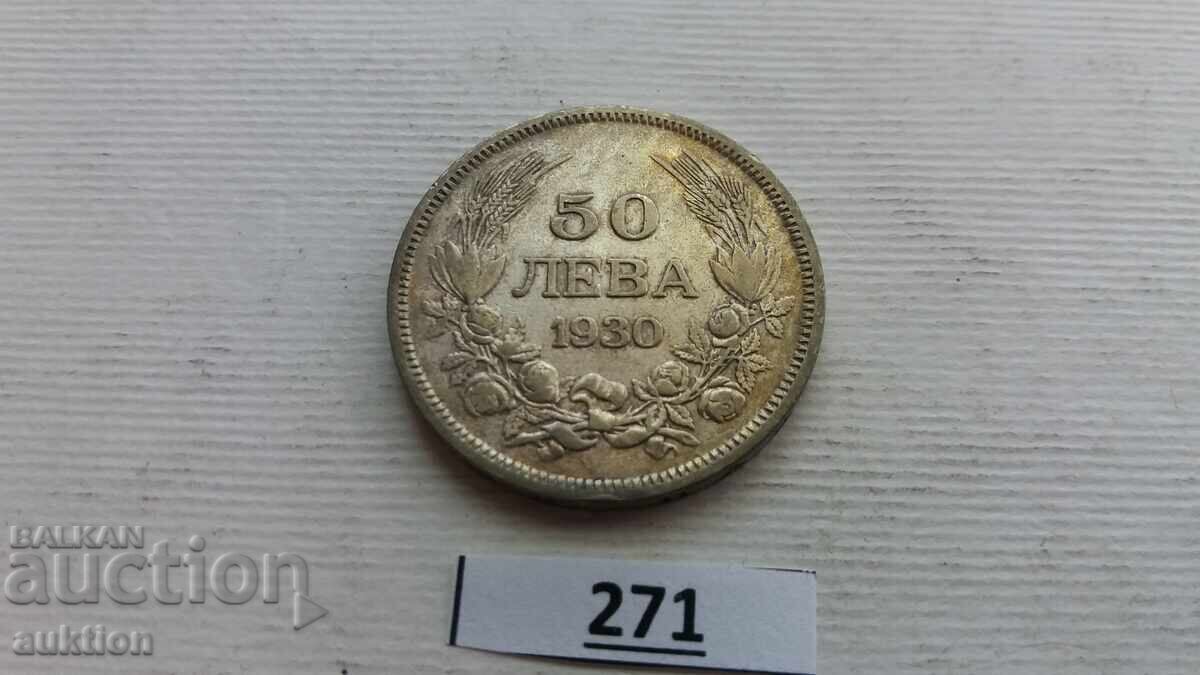 50
ЛЕВА
1930
BALKAN
auction
auktion
271